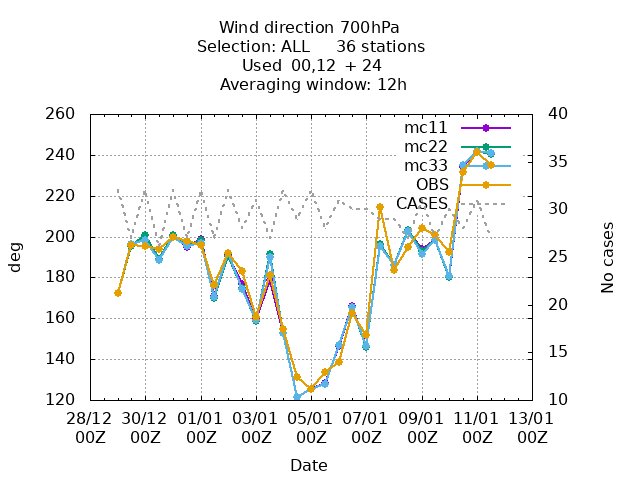 Wind direction 700hPa
Selection: ALL 36 stations
Used 00,12 + 24
Averaging window: 12h
260 40
mc11
mc22
240 35
mc33
OBS
220 30
CASES
200 25
180 20
160 15
140
120 10
deg
No cases
28/12 30/12 01/01 03/01 05/01 07/01 09/01 11/01 13/01
00Z 00Z 00Z 00Z 00Z 00Z 00Z 00Z 00Z
Date